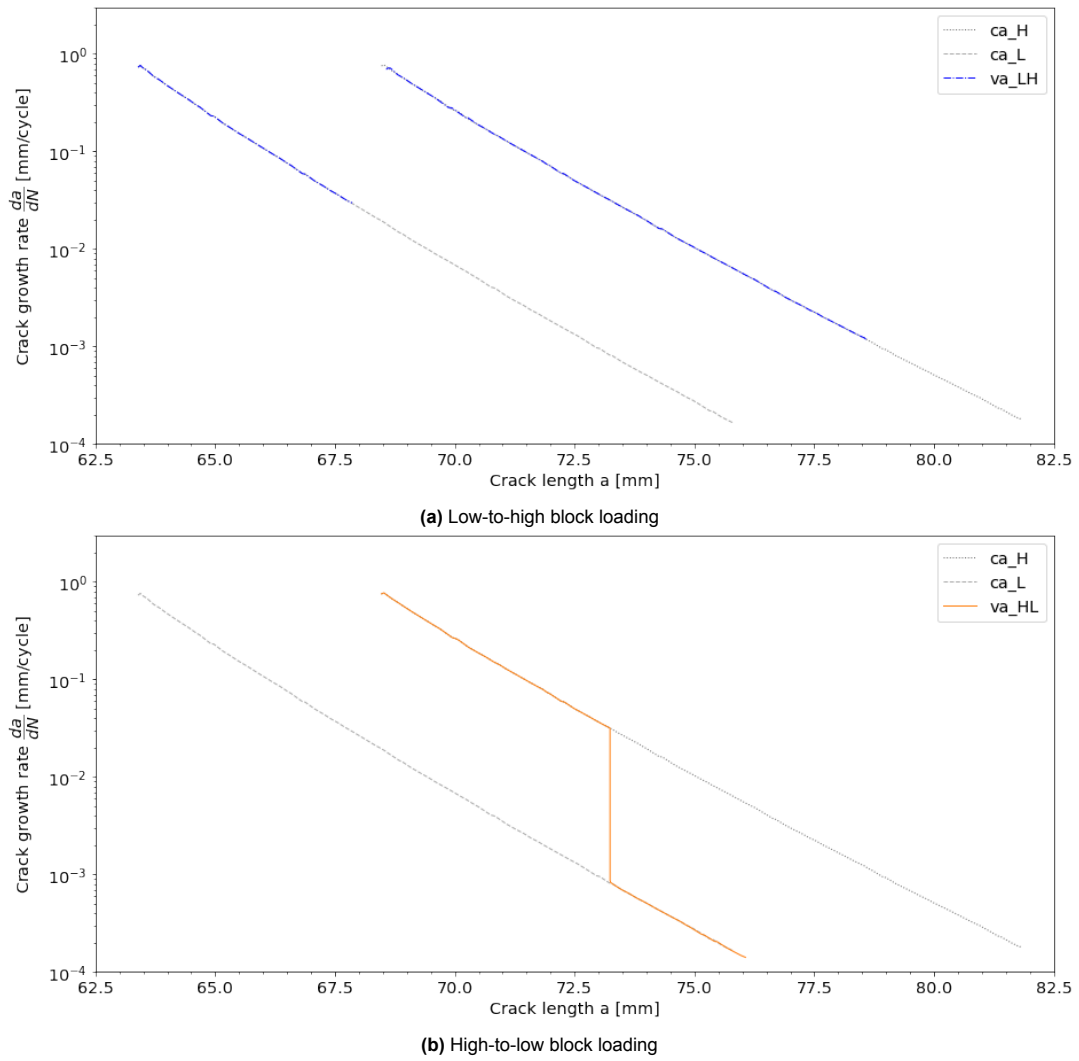 ca_H
ca_L
va_LH
Crack growth rate da/dN [mm/cycle]
10⁰
10⁻¹
10⁻²
10⁻³
10⁻⁴
62.5 65.0 67.5 70.0 72.5 75.0 77.5 80.0 82.5
Crack length a [mm]
(a) Low-to-high block loading
ca_H
ca_L
va_HL
Crack growth rate da/dN [mm/cycle]
10⁰
10⁻¹
10⁻²
10⁻³
10⁻⁴
62.5 65.0 67.5 70.0 72.5 75.0 77.5 80.0 82.5
Crack length a [mm]
(b) High-to-low block loading